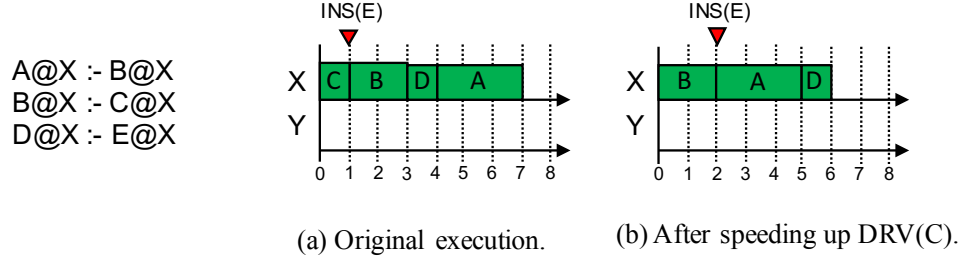 A@X :- B@X
B@X :- C@X
D@X :- E@X
INS(E)
X C B D A
Y
0 1 2 3 4 5 6 7 8
(a) Original execution.
INS(E)
X B A D
Y
0 1 2 3 4 5 6 7 8
(b) After speeding up DRV(C).